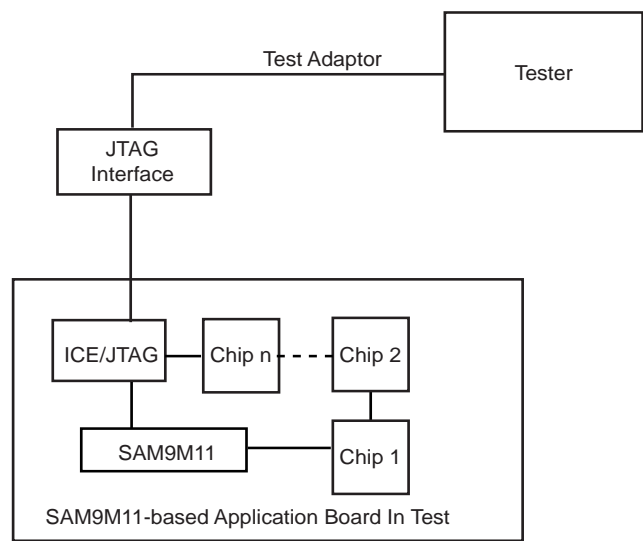 Test Adaptor
Tester
JTAG
Interface
ICE/JTAG
Chip n
Chip 2
SAM9M11
Chip 1
SAM9M11-based Application Board In Test